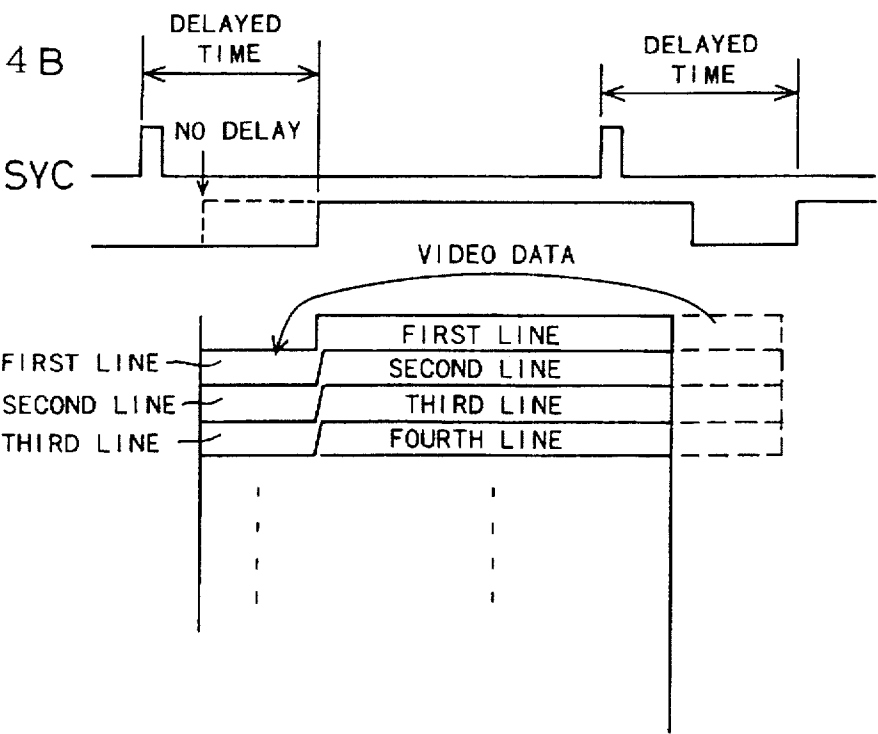 4B
DELAYED
TIME
DELAYED
TIME
NO DELAY
SYC
VIDEO DATA
FIRST LINE
FIRST LINE
SECOND LINE
SECOND LINE
THIRD LINE
THIRD LINE
FOURTH LINE